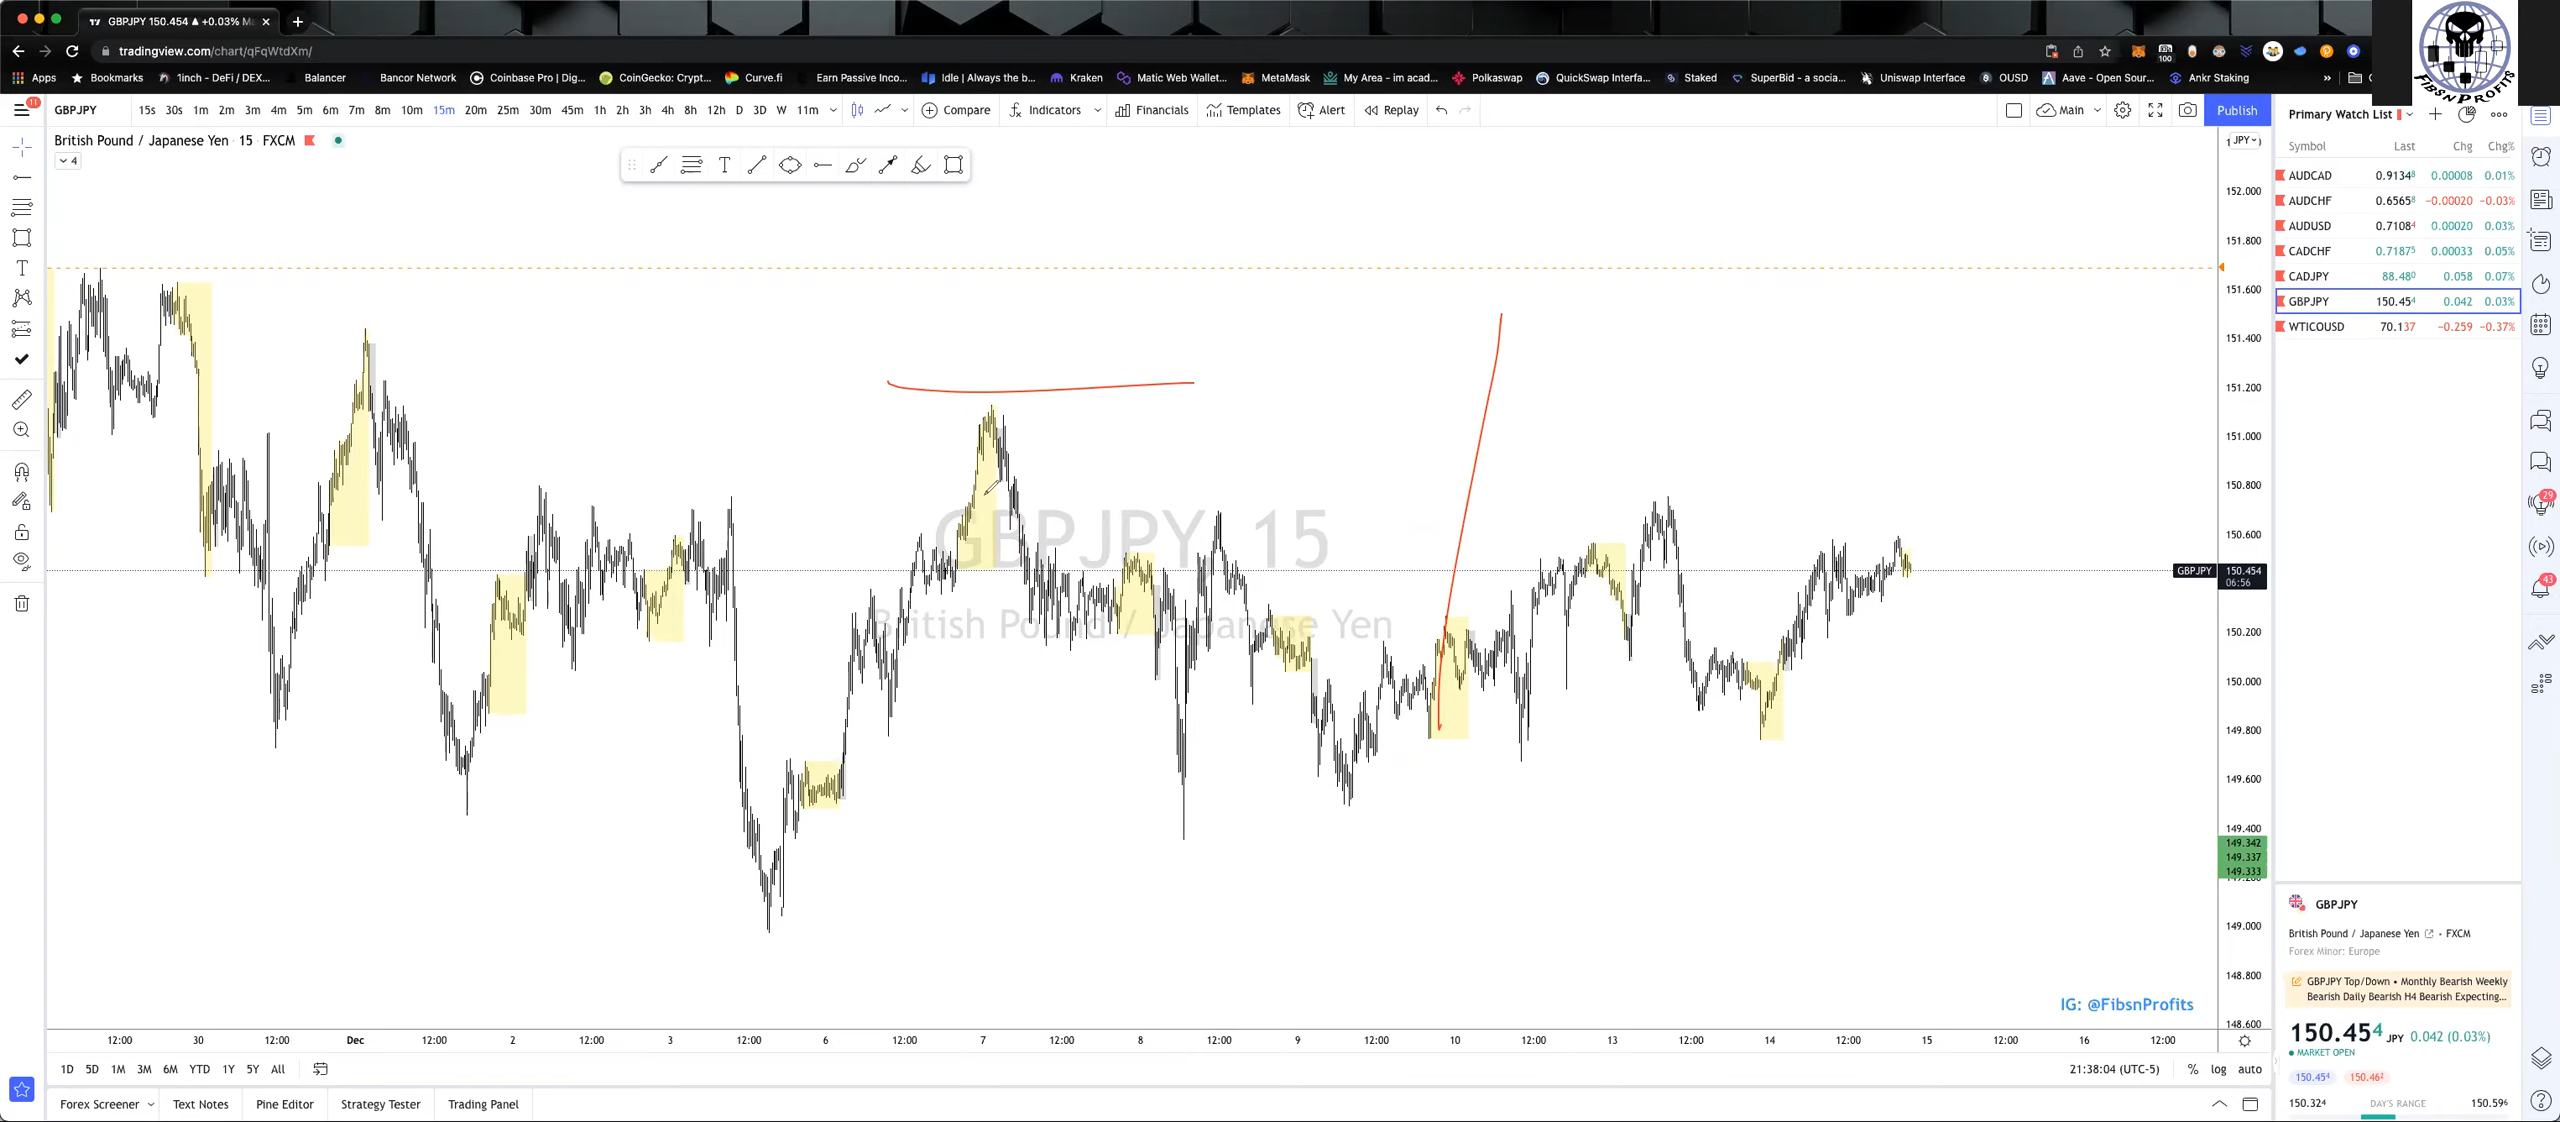 GBPJPY 150.454 ▲ +0.03% M
tradingview.com/chart/qFqWtdXm/
Apps Bookmarks 1inch - DeFi / DEX... Balancer Bancor Network Coinbase Pro | Dig... CoinGecko: Crypt... Curve.fi Earn Passive Inco... Idle | Always the b... Kraken Matic Web Wallet... MetaMask My Area - im acad... Polkaswap QuickSwap Interfa... Staked SuperBid - a socia... Uniswap Interface OUSD Aave - Open Sour... Ankr Staking »
100
FIBSNPROFITS
11
GBPJPY 15s 30s 1m 2m 3m 4m 5m 6m 7m 8m 10m 15m 20m 25m 30m 45m 1h 2h 3h 4h 8h 12h D 3D W 11m Compare Indicators Financials Templates Alert Replay Main Publish
British Pound / Japanese Yen · 15 · FXCM
4
JPY
152.000
151.800
151.600
151.400
151.200
151.000
150.800
150.600
GBPJPY 150.454
06:56
150.200
150.000
149.800
149.600
149.400
149.342
149.337
149.333
149.000
148.800
148.600
GBPJPY, 15
British Pound / Japanese Yen
IG: @FibsnProfits
12:00 30 12:00 Dec 12:00 2 12:00 3 12:00 6 12:00 7 12:00 8 12:00 9 12:00 10 12:00 13 12:00 14 12:00 15 12:00 16 12:00
1D 5D 1M 3M 6M YTD 1Y 5Y All
21:38:04 (UTC-5) % log auto
Forex Screener Text Notes Pine Editor Strategy Tester Trading Panel
Primary Watch List
Symbol Last Chg Chg%
AUDCAD 0.91348 0.00008 0.01%
AUDCHF 0.65658 −0.00020 −0.03%
AUDUSD 0.71084 0.00020 0.03%
CADCHF 0.71875 0.00033 0.05%
CADJPY 88.480 0.058 0.07%
GBPJPY 150.454 0.042 0.03%
WTICOUSD 70.137 −0.259 −0.37%
29
43
GBPJPY
British Pound / Japanese Yen • FXCM
Forex Minor: Europe
GBPJPY Top/Down • Monthly Bearish Weekly
Bearish Daily Bearish H4 Bearish Expecting...
150.454 JPY 0.042 (0.03%)
MARKET OPEN
150.454 150.462
150.324 DAY'S RANGE 150.596